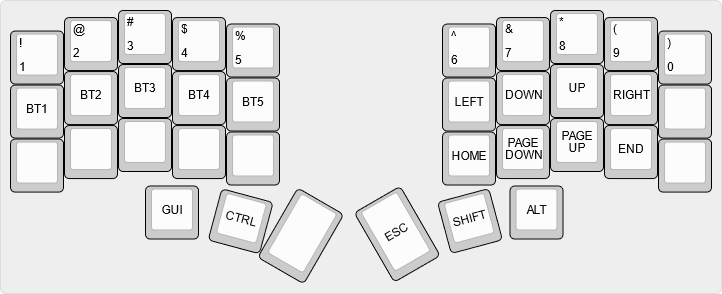 ! @ # $ % ^ & * ( )
1 2 3 4 5 6 7 8 9 0
BT1 BT2 BT3 BT4 BT5 LEFT DOWN UP RIGHT
HOME PAGE DOWN PAGE UP END
GUI CTRL ESC SHIFT ALT